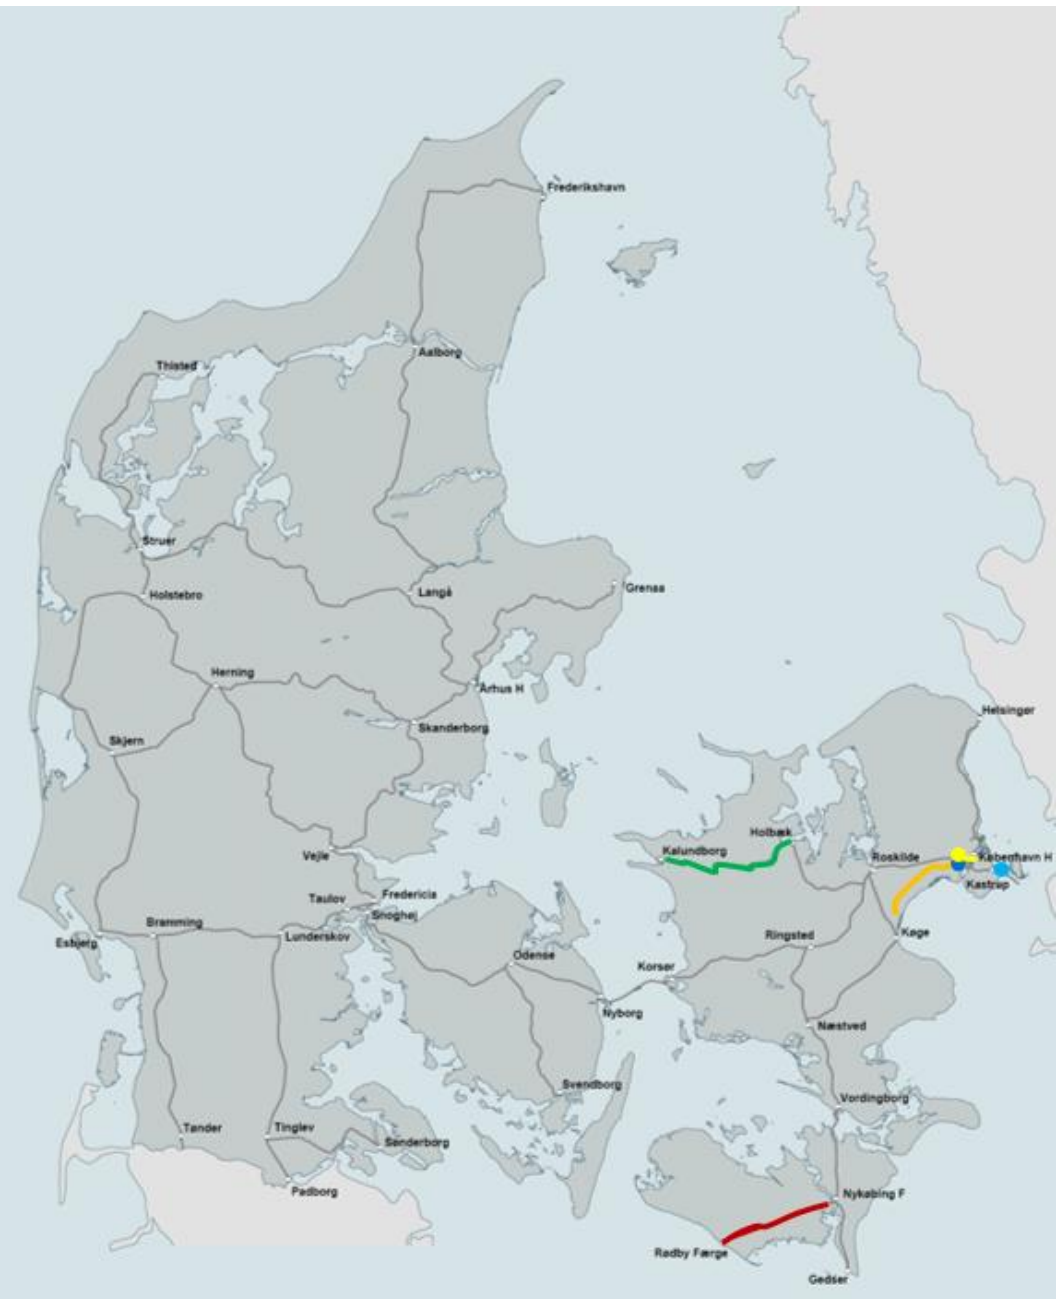 Frederikshavn
Aalborg
Thisted
Struer
Langå
Grenaa
Holstebro
Herning
Århus H
Helsingør
Skanderborg
Skjern
Holbæk
Kalundborg
Vejle
Roskilde
København H
Kastrup
Taulov
Fredericia
Snoghøj
Bramming
Lunderskov
Esbjerg
Køge
Ringsted
Odense
Korsør
Nyborg
Næstved
Svendborg
Vordingborg
Tønder
Tinglev
Sønderborg
Padborg
Nykøbing F
Rødby Færge
Gedser